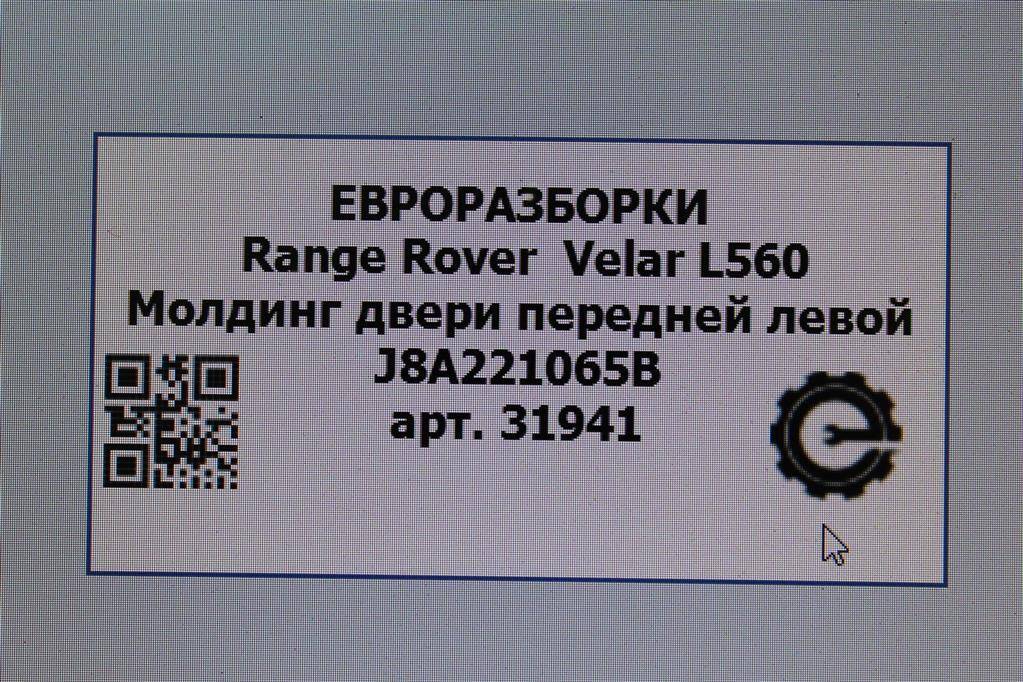 ЕВРОРАЗБОРКИ
Range Rover Velar L560
Молдинг двери передней левой
J8A221065B
арт. 31941